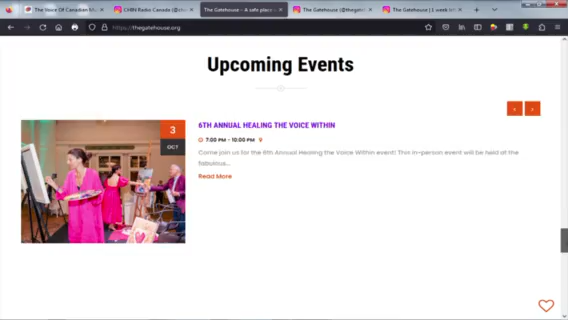 The Voice Of Canadian M
CHIN Radio Canada (@chin
The Gatehouse – A safe place
The Gatehouse (@thegateh
The Gatehouse | 1 week
https://thegatehouse.org
Upcoming Events
3
OCT
6TH ANNUAL HEALING THE VOICE WITHIN
7:00 PM - 10:00 PM
Come join us for the 6th Annual Healing the Voice Within event! This in-person event will be held at the
fabulous...
Read More